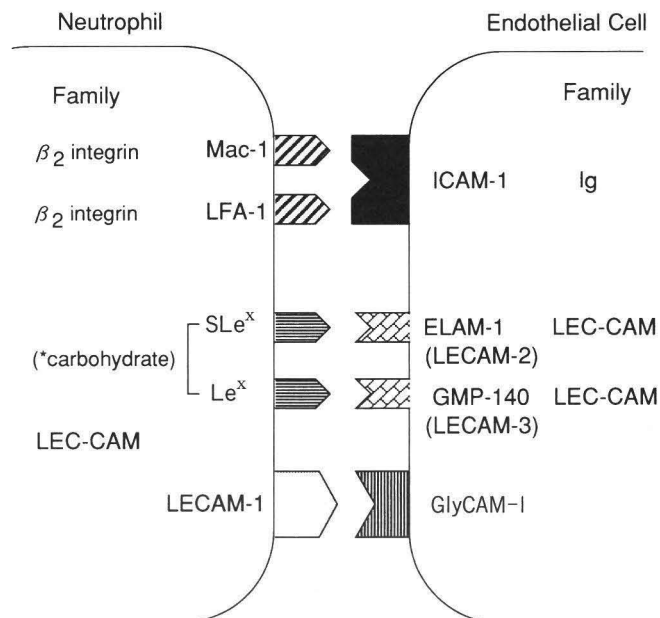 Neutrophil Endothelial Cell
Family Family
β2 integrin Mac-1
ICAM-1 Ig
β2 integrin LFA-1
SLeˣ ELAM-1 LEC-CAM
(*carbohydrate) (LECAM-2)
Leˣ GMP-140 LEC-CAM
(LECAM-3)
LEC-CAM
LECAM-1 GlyCAM-I